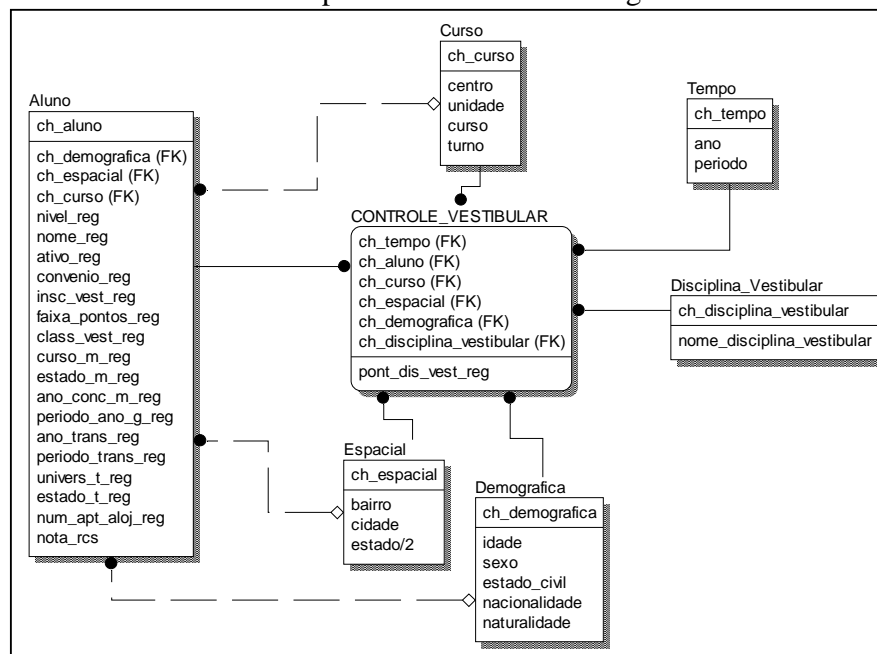 Curso
ch_curso
centro
unidade
curso
turno
Aluno
ch_aluno
ch_demografica (FK)
ch_espacial (FK)
ch_curso (FK)
nivel_reg
nome_reg
ativo_reg
convenio_reg
insc_vest_reg
faixa_pontos_reg
class_vest_reg
curso_m_reg
estado_m_reg
ano_conc_m_reg
periodo_ano_g_reg
ano_trans_reg
periodo_trans_reg
univers_t_reg
estado_t_reg
num_apt_aloj_reg
nota_rcs
Tempo
ch_tempo
ano
periodo
CONTROLE_VESTIBULAR
ch_tempo (FK)
ch_aluno (FK)
ch_curso (FK)
ch_espacial (FK)
ch_demografica (FK)
ch_disciplina_vestibular (FK)
pont_dis_vest_reg
Disciplina_Vestibular
ch_disciplina_vestibular
nome_disciplina_vestibular
Espacial
ch_espacial
bairro
cidade
estado/2
Demografica
ch_demografica
idade
sexo
estado_civil
nacionalidade
naturalidade